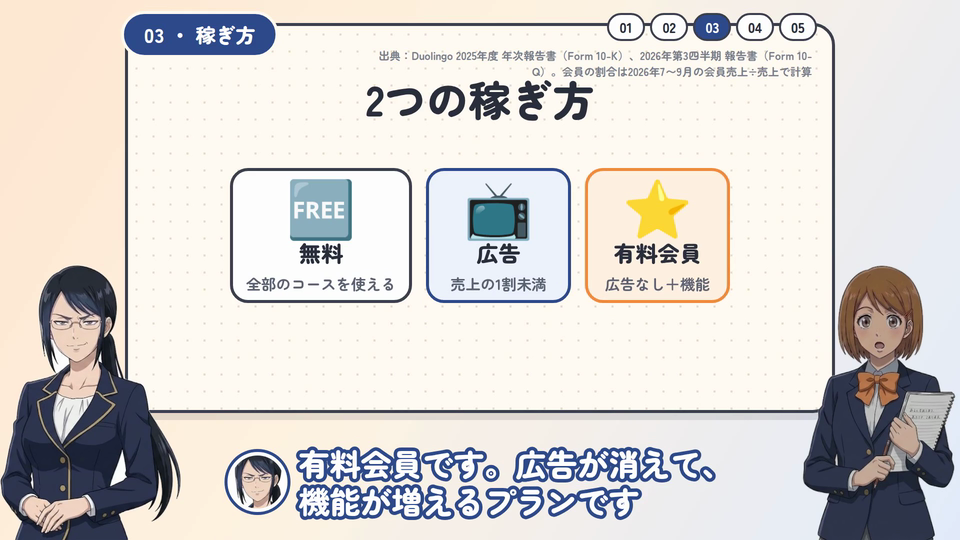 03 ・ 稼ぎ方
01 02 03 04 05
出典：Duolingo 2025年度 年次報告書（Form 10-K）、2026年第3四半期 報告書（Form 10-
Q）。会員の割合は2026年7〜9月の会員売上÷売上で計算
2つの稼ぎ方
FREE
無料
全部のコースを使える
広告
売上の1割未満
有料会員
広告なし＋機能
有料会員です。広告が消えて、
機能が増えるプランです